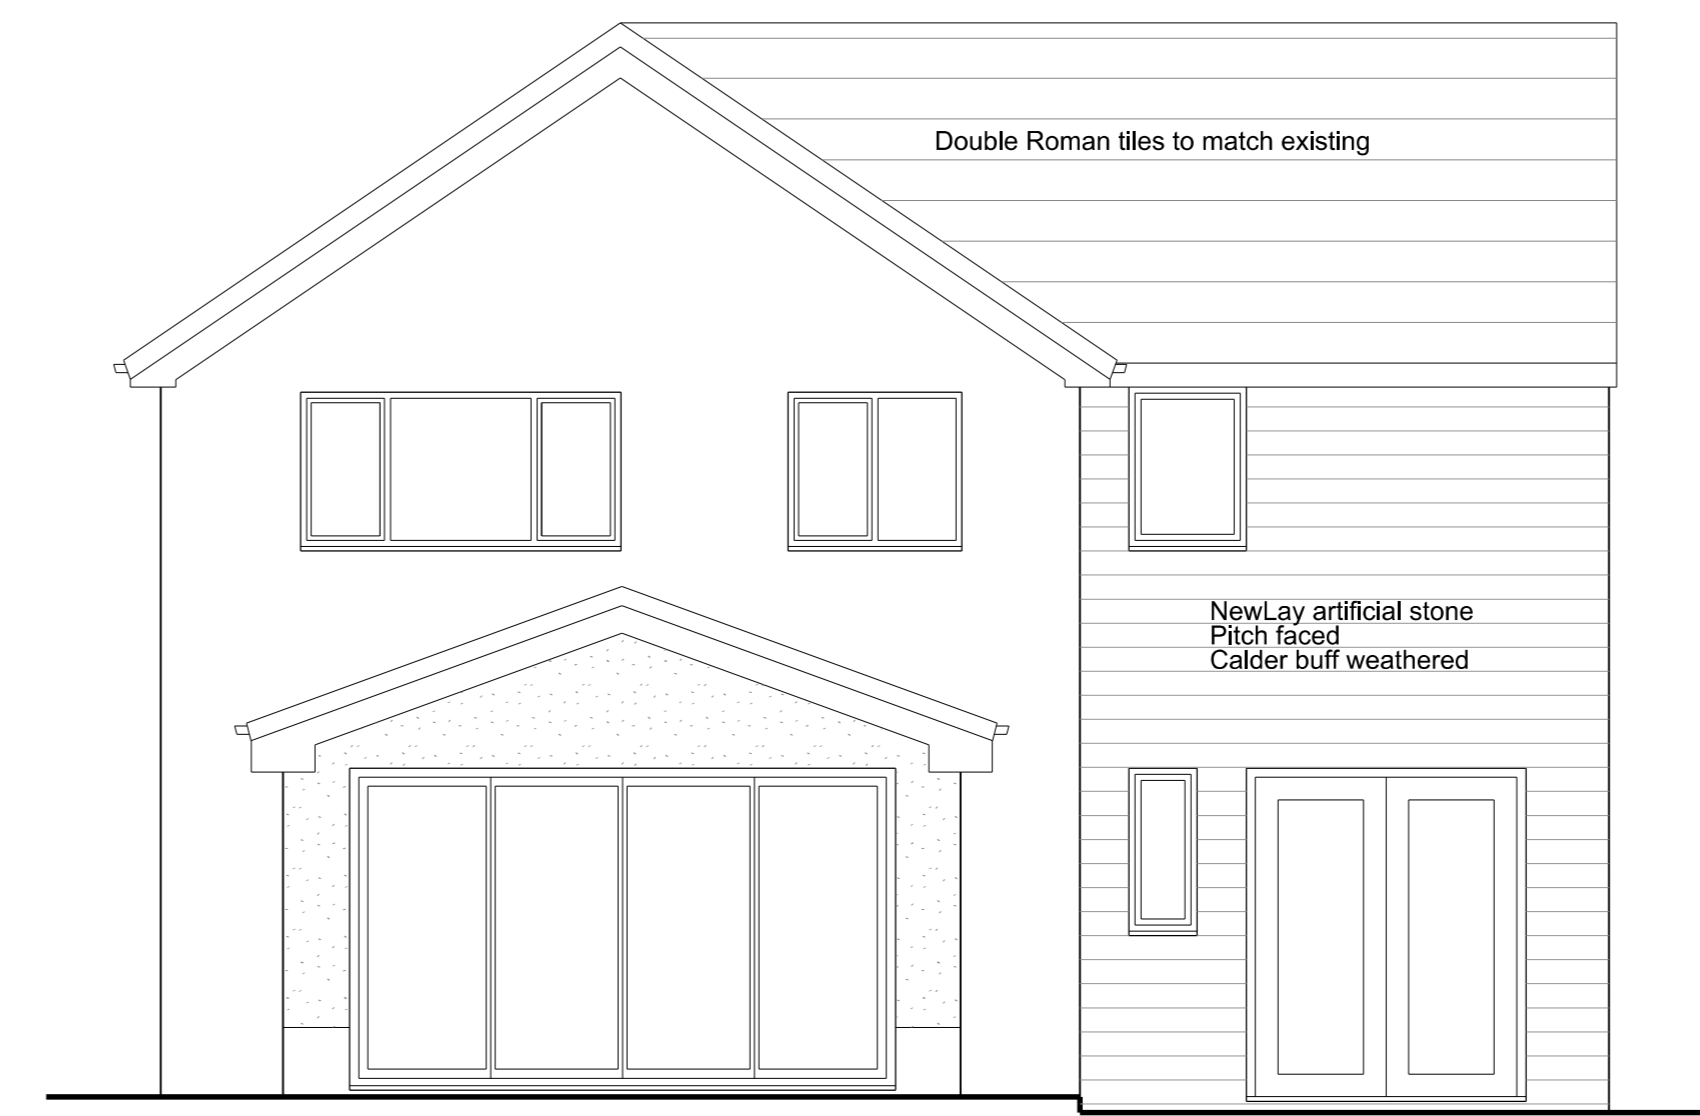 Double Roman tiles to match existing
NewLay artificial stone
Pitch faced
Calder buff weathered